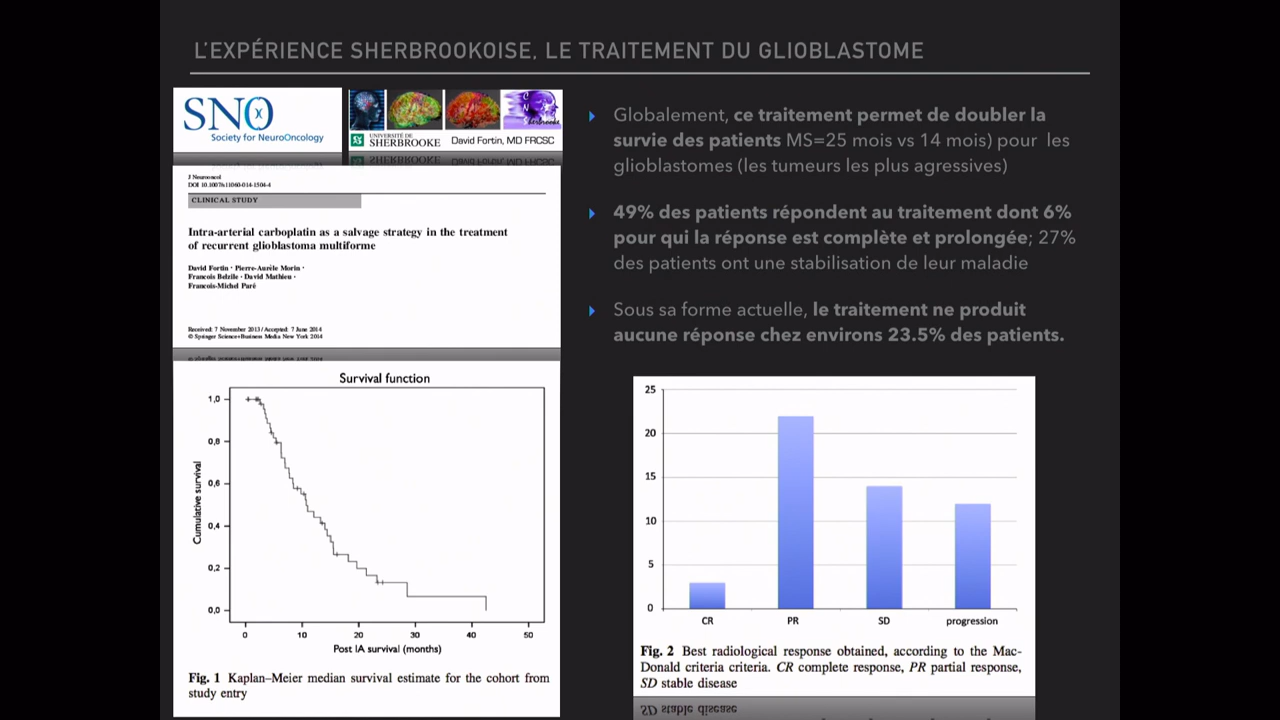 L'EXPÉRIENCE SHERBROOKOISE, LE TRAITEMENT DU GLIOBLASTOME
SNO
Society for NeuroOncology
UNIVERSITÉ DE
SHERBROOKE
David Fortin, MD FRCSC
J Neurooncol
DOI 10.1007/s11060-014-1504-4
CLINICAL STUDY
Intra-arterial carboplatin as a salvage strategy in the treatment
of recurrent glioblastoma multiforme
David Fortin · Pierre-Aurèle Morin ·
Francois Belzile · David Mathieu ·
Francois-Michel Paré
Received: 7 November 2013 / Accepted: 7 June 2014
© Springer Science+Business Media New York 2014
Survival function
Cumulative survival
1,0
0,8
0,6
0,4
0,2
0,0
0 10 20 30 40 50
Post IA survival (months)
Fig. 1 Kaplan–Meier median survival estimate for the cohort from
study entry
Globalement, ce traitement permet de doubler la
survie des patients MS=25 mois vs 14 mois) pour les
glioblastomes (les tumeurs les plus agressives)
49% des patients répondent au traitement dont 6%
pour qui la réponse est complète et prolongée; 27%
des patients ont une stabilisation de leur maladie
Sous sa forme actuelle, le traitement ne produit
aucune réponse chez environs 23.5% des patients.
25
20
15
10
5
0
CR PR SD progression
Fig. 2 Best radiological response obtained, according to the Mac-
Donald criteria criteria. CR complete response, PR partial response,
SD stable disease